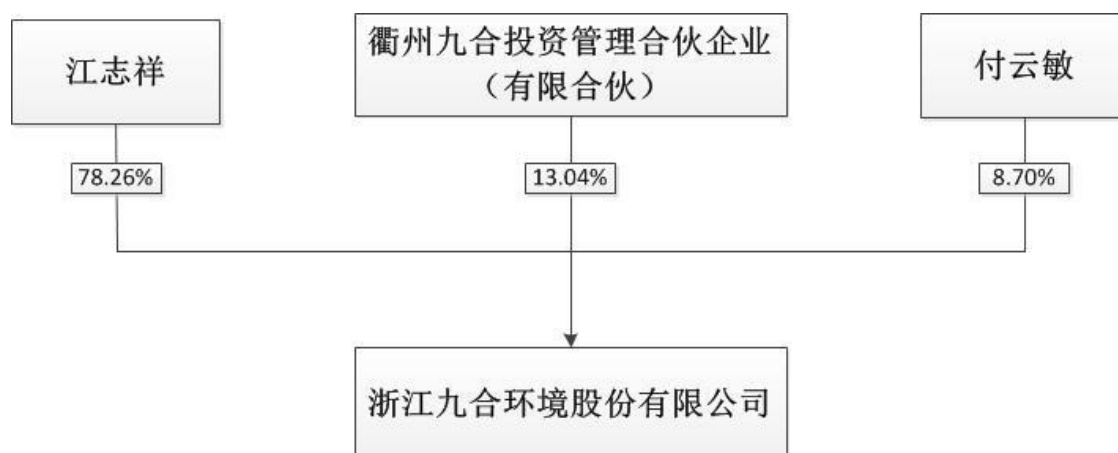 江志祥
衢州九合投资管理合伙企业
（有限合伙）
付云敏
78.26%
13.04%
8.70%
浙江九合环境股份有限公司